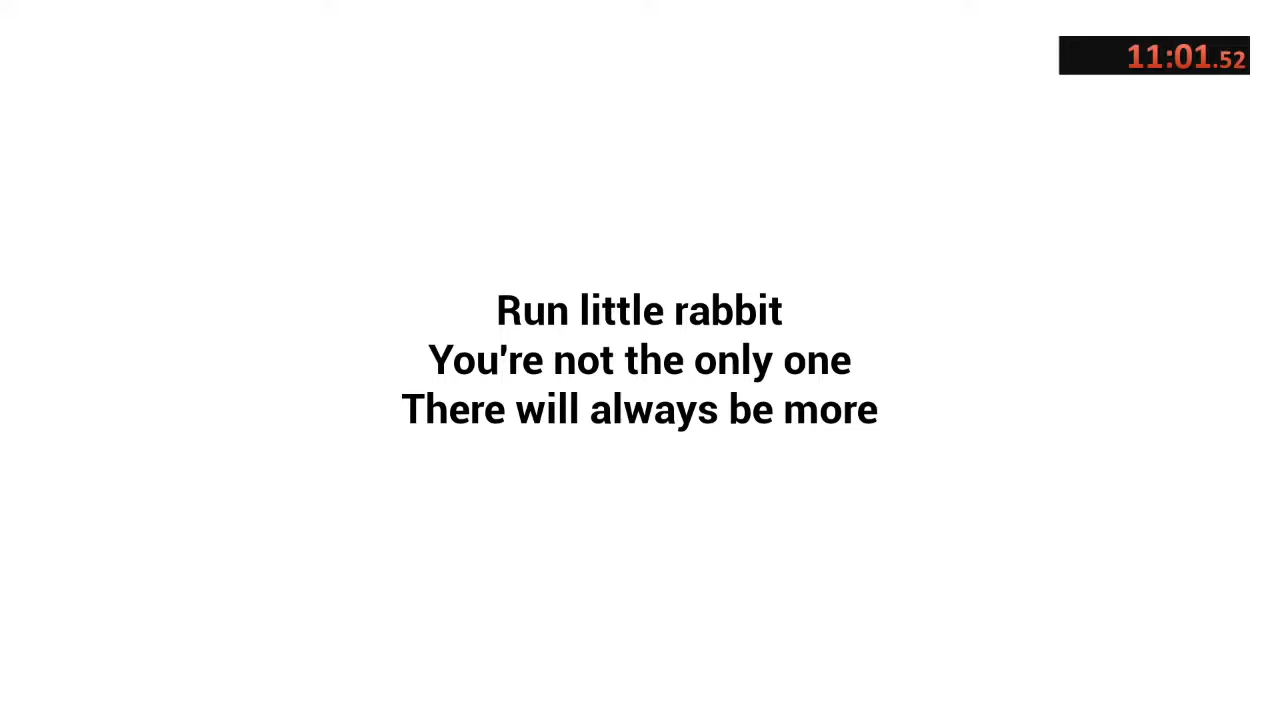 11:01.52
Run little rabbit
You're not the only one
There will always be more